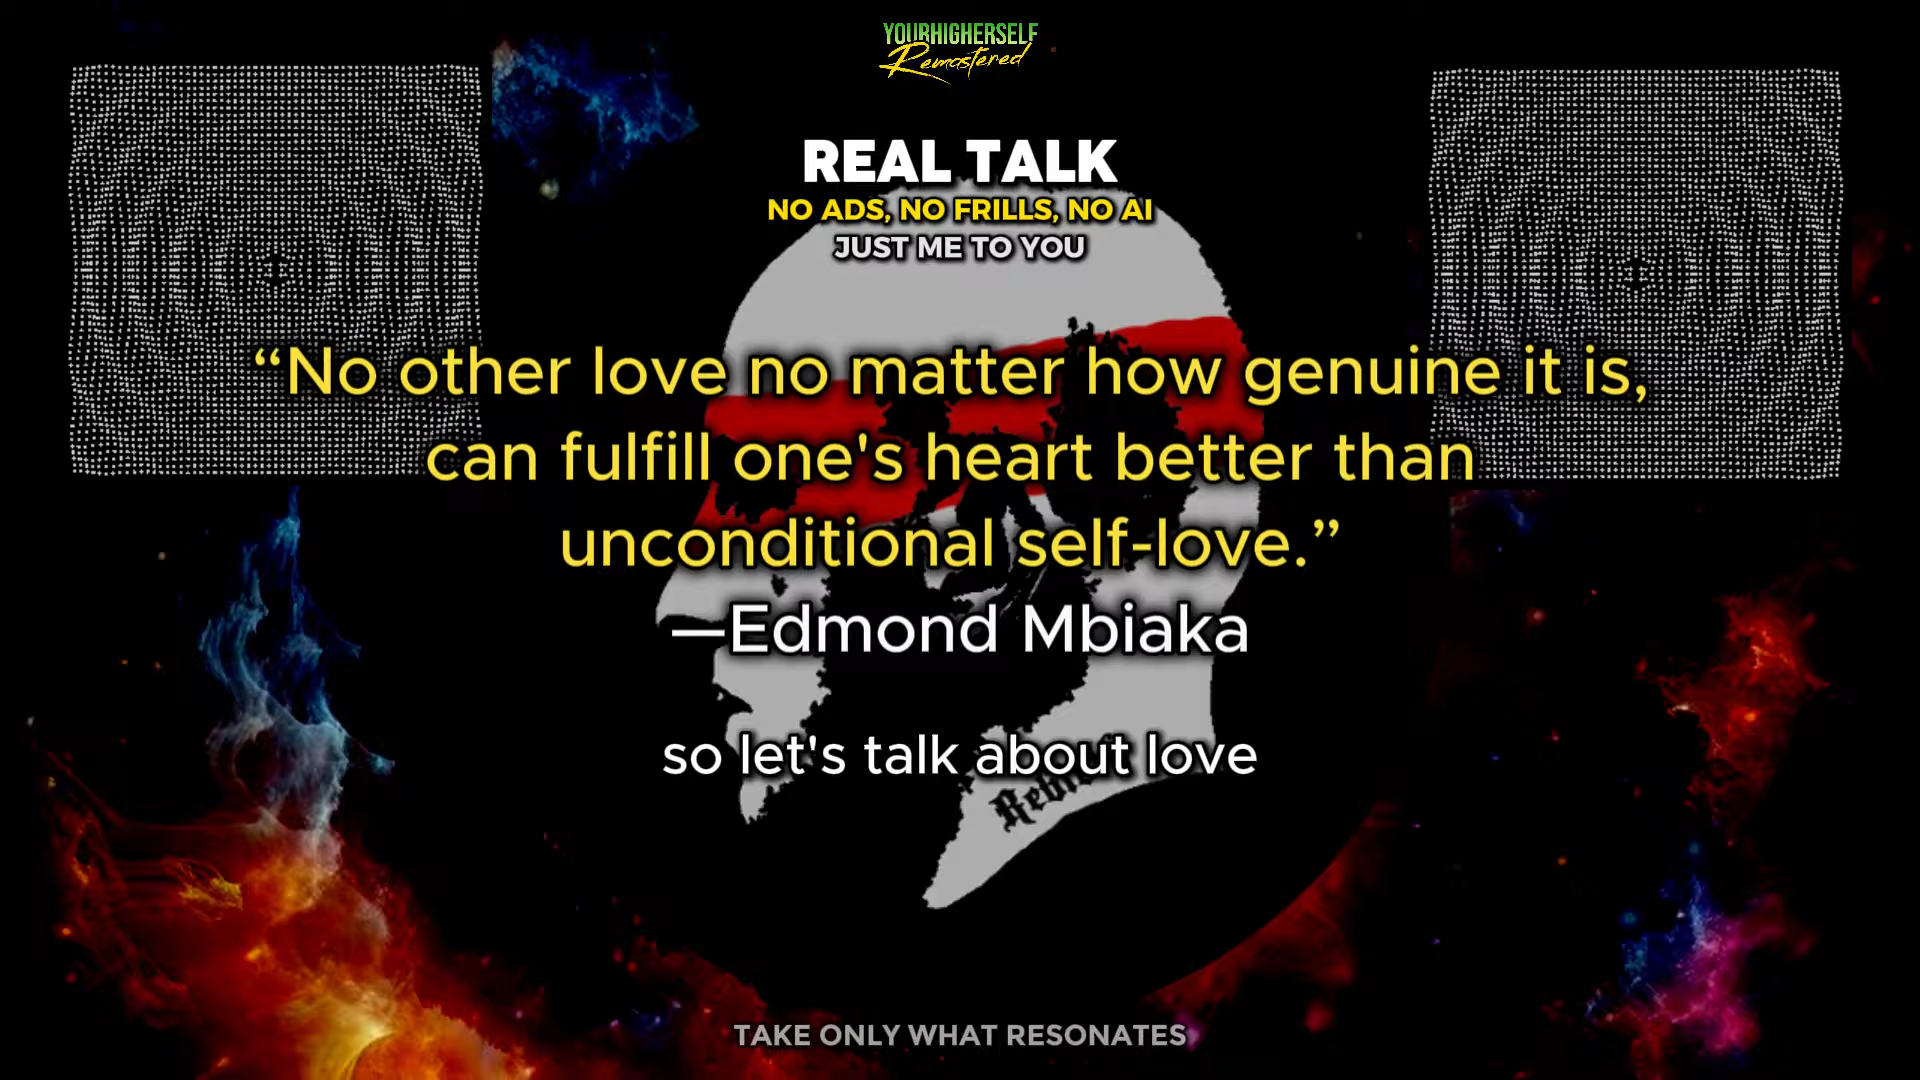 YOURHIGHERSELF
Remastered
REAL TALK
NO ADS, NO FRILLS, NO AI
JUST ME TO YOU
“No other love no matter how genuine it is,
can fulfill one's heart better than
unconditional self-love.”
—Edmond Mbiaka
so let's talk about love
TAKE ONLY WHAT RESONATES